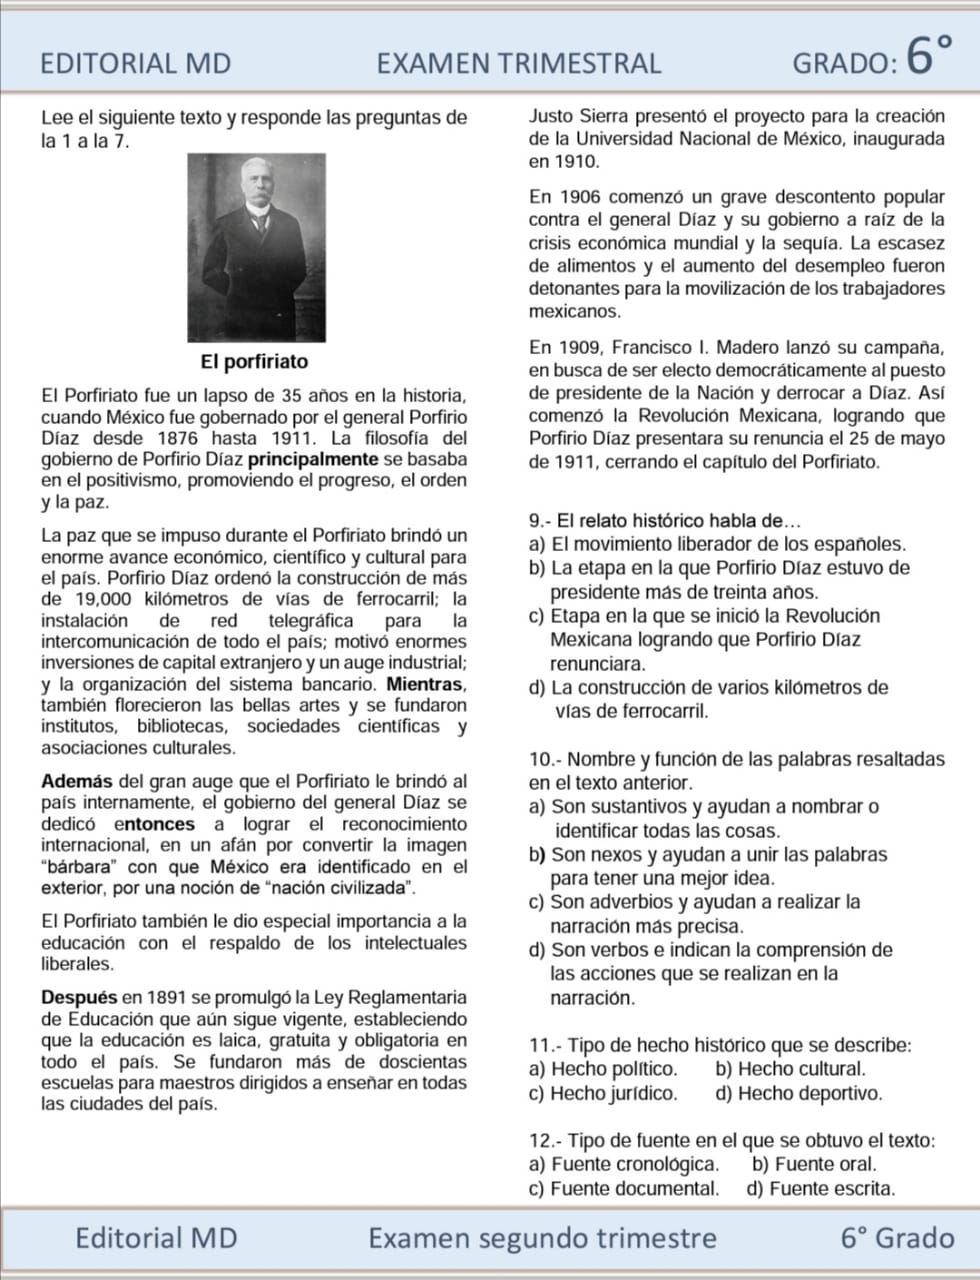 EDITORIAL MD EXAMEN TRIMESTRAL GRADO: 6°
Lee el siguiente texto y responde las preguntas de
la 1 a la 7.
El porfiriato
El Porfiriato fue un lapso de 35 años en la historia,
cuando México fue gobernado por el general Porfirio
Díaz desde 1876 hasta 1911. La filosofía del
gobierno de Porfirio Díaz principalmente se basaba
en el positivismo, promoviendo el progreso, el orden
y la paz.
La paz que se impuso durante el Porfiriato brindó un
enorme avance económico, científico y cultural para
el país. Porfirio Díaz ordenó la construcción de más
de 19,000 kilómetros de vías de ferrocarril; la
instalación de red telegráfica para la
intercomunicación de todo el país; motivó enormes
inversiones de capital extranjero y un auge industrial;
y la organización del sistema bancario. Mientras,
también florecieron las bellas artes y se fundaron
institutos, bibliotecas, sociedades científicas y
asociaciones culturales.
Además del gran auge que el Porfiriato le brindó al
país internamente, el gobierno del general Díaz se
dedicó entonces a lograr el reconocimiento
internacional, en un afán por convertir la imagen
“bárbara” con que México era identificado en el
exterior, por una noción de “nación civilizada”.
El Porfiriato también le dio especial importancia a la
educación con el respaldo de los intelectuales
liberales.
Después en 1891 se promulgó la Ley Reglamentaria
de Educación que aún sigue vigente, estableciendo
que la educación es laica, gratuita y obligatoria en
todo el país. Se fundaron más de doscientas
escuelas para maestros dirigidos a enseñar en todas
las ciudades del país.
Justo Sierra presentó el proyecto para la creación
de la Universidad Nacional de México, inaugurada
en 1910.
En 1906 comenzó un grave descontento popular
contra el general Díaz y su gobierno a raíz de la
crisis económica mundial y la sequía. La escasez
de alimentos y el aumento del desempleo fueron
detonantes para la movilización de los trabajadores
mexicanos.
En 1909, Francisco I. Madero lanzó su campaña,
en busca de ser electo democráticamente al puesto
de presidente de la Nación y derrocar a Díaz. Así
comenzó la Revolución Mexicana, logrando que
Porfirio Díaz presentara su renuncia el 25 de mayo
de 1911, cerrando el capítulo del Porfiriato.
9.- El relato histórico habla de…
a) El movimiento liberador de los españoles.
b) La etapa en la que Porfirio Díaz estuvo de
presidente más de treinta años.
c) Etapa en la que se inició la Revolución
Mexicana logrando que Porfirio Díaz
renunciara.
d) La construcción de varios kilómetros de
vías de ferrocarril.
10.- Nombre y función de las palabras resaltadas
en el texto anterior.
a) Son sustantivos y ayudan a nombrar o
identificar todas las cosas.
b) Son nexos y ayudan a unir las palabras
para tener una mejor idea.
c) Son adverbios y ayudan a realizar la
narración más precisa.
d) Son verbos e indican la comprensión de
las acciones que se realizan en la
narración.
11.- Tipo de hecho histórico que se describe:
a) Hecho político. b) Hecho cultural.
c) Hecho jurídico. d) Hecho deportivo.
12.- Tipo de fuente en el que se obtuvo el texto:
a) Fuente cronológica. b) Fuente oral.
c) Fuente documental. d) Fuente escrita.
Editorial MD Examen segundo trimestre 6° Grado